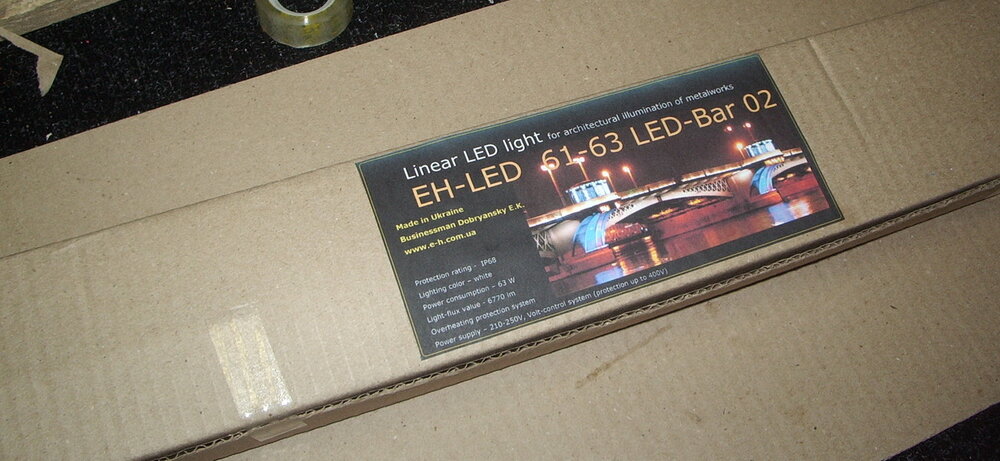 Linear LED light for architectural illumination of metalworks
EH-LED 61-63 LED-Bar 02
Made in Ukraine
Businessman Dobryansky E.K.
www.e-h.com.ua
Protection rating - IP68
Lighting color - white
Power consumption - 63 W
Light-flux value - 6770 lm
Overheating protection system
Power supply - 210-250V, Volt-control system (protection up to 400V)